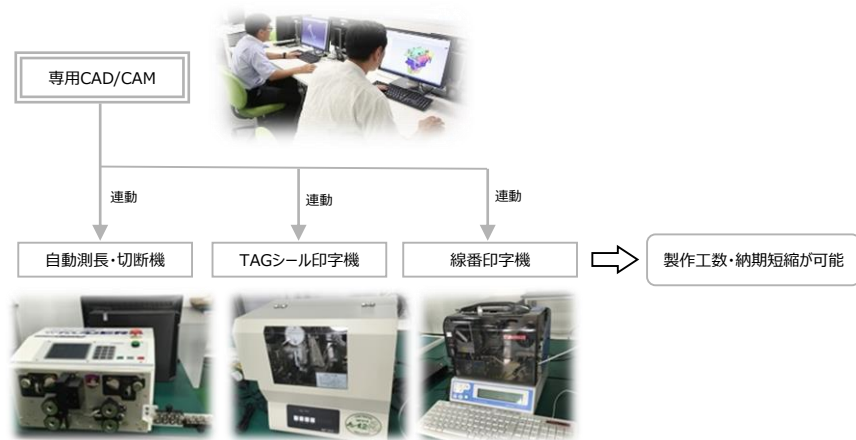 専用CAD/CAM
連動
連動
連動
自動測長・切断機
TAGシール印字機
線番印字機
製作工数・納期短縮が可能